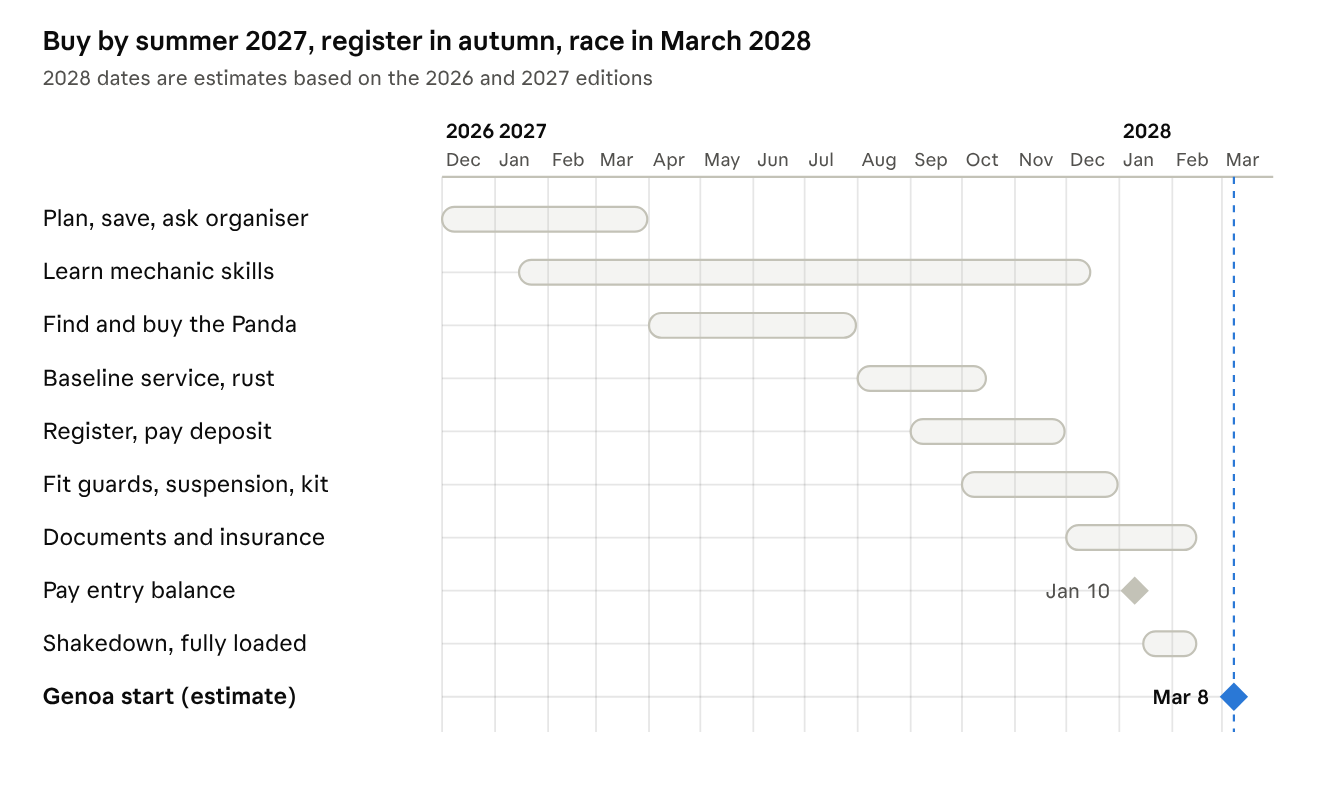 Buy by summer 2027, register in autumn, race in March 2028
2028 dates are estimates based on the 2026 and 2027 editions
2026 2027 2028
Dec Jan Feb Mar Apr May Jun Jul Aug Sep Oct Nov Dec Jan Feb Mar
Plan, save, ask organiser
Learn mechanic skills
Find and buy the Panda
Baseline service, rust
Register, pay deposit
Fit guards, suspension, kit
Documents and insurance
Pay entry balance Jan 10
Shakedown, fully loaded
Genoa start (estimate) Mar 8